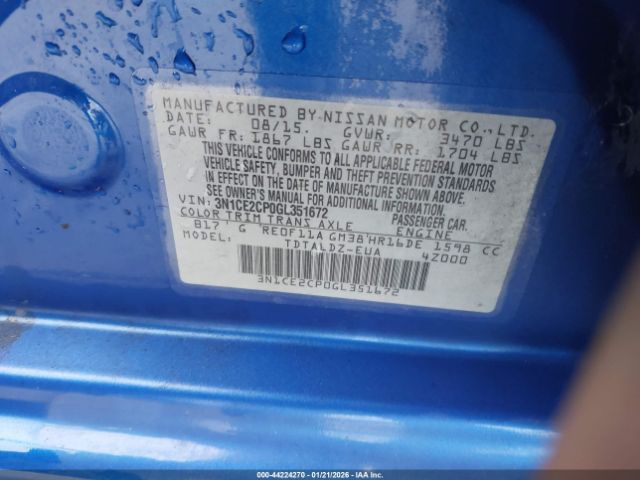 MANUFACTURED BY NISSAN MOTOR CO., LTD.
DATE: 08/15. GVWR: 3470 LBS
GAWR FR: 1867 LBS GAWR RR: 1704 LBS
THIS VEHICLE CONFORMS TO ALL APPLICABLE FEDERAL MOTOR
VEHICLE SAFETY, BUMPER AND THEFT PREVENTION STANDARDS
IN EFFECT ON THE DATE OF MANUFACTURE SHOWN ABOVE.
SEE OWNER'S MANUAL FOR ADDITIONAL INFORMATION.
VIN: 3N1CE2CP0GL351672 PASSENGER CAR.
COLOR TRIM TRANS AXLE ENGINE
B17 G RE0F11A GM38 HR16DE 1598 CC
MODEL: TDTALDZ-EUA 4Z000
3N1CE2CP0GL351672
000-44224270 | 01/21/2026 | IAAI.COM